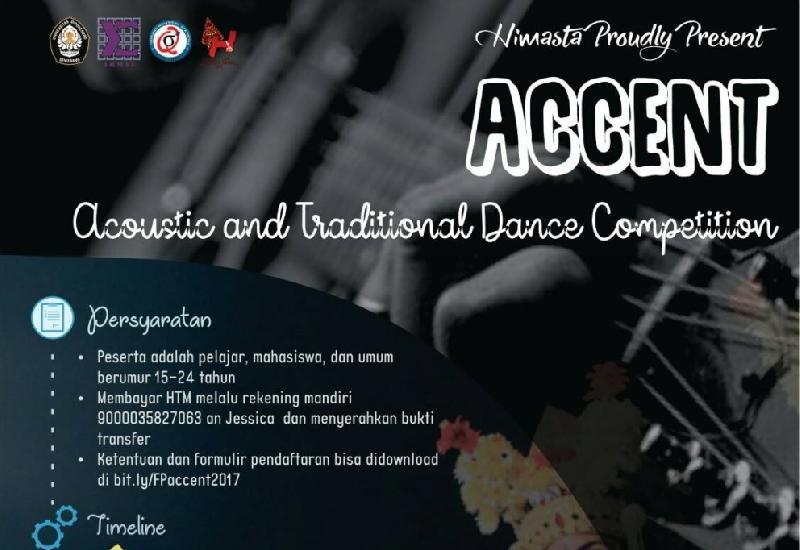 Himasta Proudly Present
ACCENT
Acoustic and Traditional Dance Competition
Persyaratan
• Peserta adalah pelajar, mahasiswa, dan umum
berumur 15-24 tahun
• Membayar HTM melalu rekening mandiri
9000035827063 an Jessica dan menyerahkan bukti
transfer
• Ketentuan dan formulir pendaftaran bisa didownload
di bit.ly/FPaccent2017
Timeline